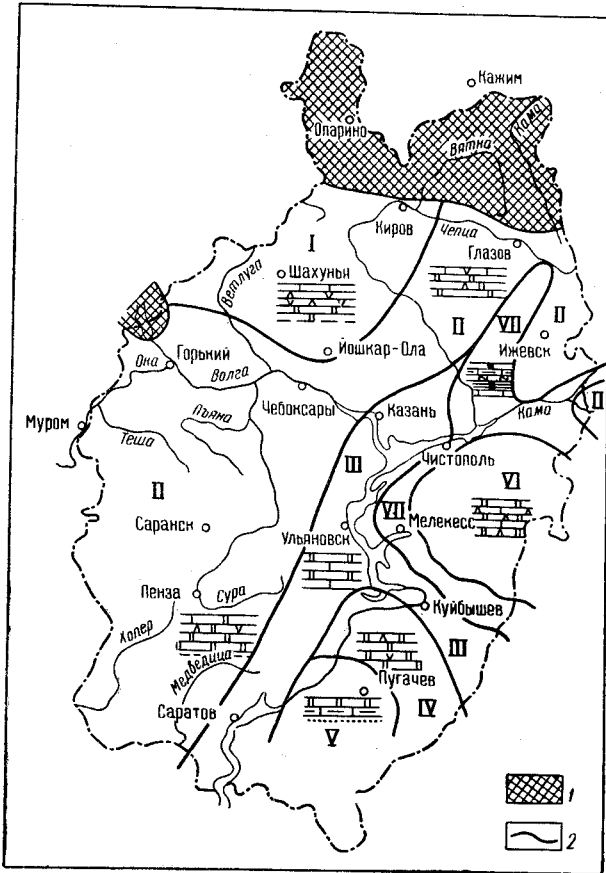 Кажим
Опарино
Кама
Вятка
Киров
Чепца
Глазов
I
Ветлуга
Шахунья
II
VII
II
Йошкар-Ола
Ижевск
Горький
Ока
Волга
Кама
II
Чебоксары
Казань
Пьяна
Муром
Теша
Чистополь
III
VI
II
VII
Мелекесс
Саранск
Ульяновск
Пенза
Сура
Куйбышев
Хопер
III
Медведица
Пугачев
IV
Саратов
V
1
2